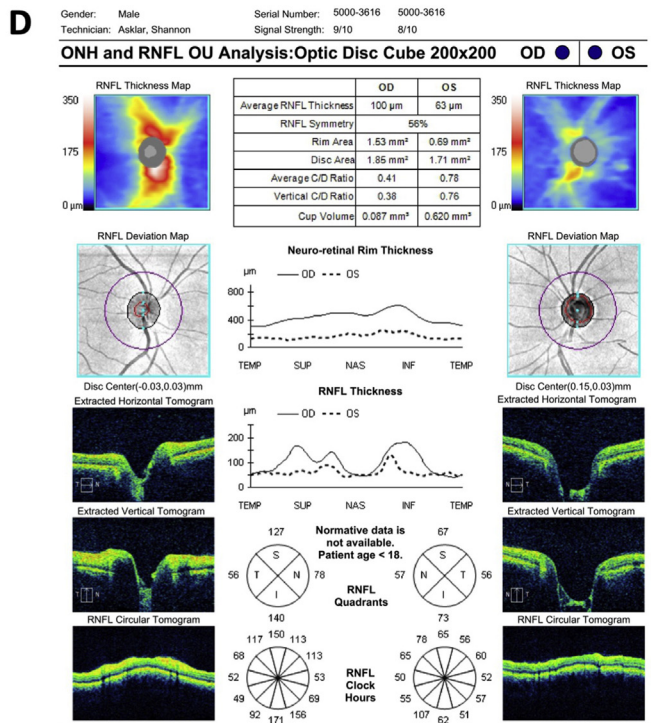 D
Gender: Male Serial Number: 5000-3616 5000-3616
Technician: Asklar, Shannon Signal Strength: 9/10 8/10
ONH and RNFL OU Analysis:Optic Disc Cube 200x200 OD OS
RNFL Thickness Map
350
175
0 µm
OD OS
Average RNFL Thickness 100 µm 63 µm
RNFL Symmetry 56%
Rim Area 1.53 mm² 0.69 mm²
Disc Area 1.85 mm² 1.71 mm²
Average C/D Ratio 0.41 0.78
Vertical C/D Ratio 0.38 0.76
Cup Volume 0.087 mm³ 0.620 mm³
RNFL Thickness Map
350
175
0 µm
RNFL Deviation Map
Disc Center(-0.03,0.03)mm
Neuro-retinal Rim Thickness
µm OD OS
800
400
0
TEMP SUP NAS INF TEMP
RNFL Deviation Map
Disc Center(0.15,0.03)mm
Extracted Horizontal Tomogram
T N
RNFL Thickness
µm OD OS
200
100
0
TEMP SUP NAS INF TEMP
Extracted Horizontal Tomogram
N T
Extracted Vertical Tomogram
T N
127
56 S T N I 78
140
Normative data is
not available.
Patient age < 18.
RNFL
Quadrants
67
57 S N T I 56
73
Extracted Vertical Tomogram
N T
RNFL Circular Tomogram
150
117 113
68 113
52 53
49 69
92 156
171
RNFL
Clock
Hours
65
78 56
65 60
50 52
55 57
107 51
62
RNFL Circular Tomogram